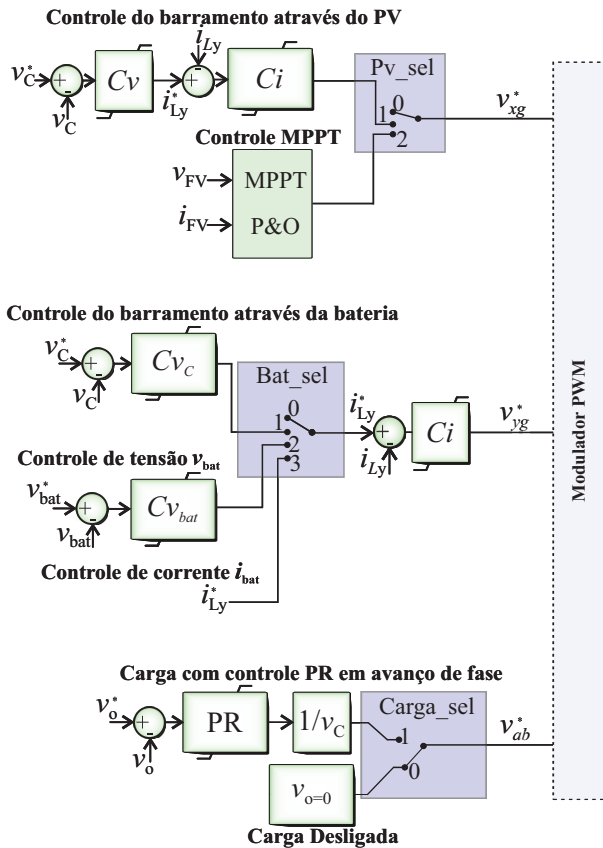 Controle do barramento através do PV
v*C
+
-
vC
Cv
i*Ly
iLy
+
-
Ci
Pv_sel
0
1
2
v*xg
Controle MPPT
vFV
iFV
MPPT
P&O
Controle do barramento através da bateria
v*C
+
-
vC
CvC
Bat_sel
0
1
2
3
i*Ly
+
-
iLy
Ci
v*yg
Controle de tensão vbat
v*bat
+
-
vbat
Cvbat
Controle de corrente ibat
i*Ly
Carga com controle PR em avanço de fase
v*o
+
-
vo
PR
1/vC
Carga_sel
1
0
v*ab
vo=0
Carga Desligada
Modulador PWM